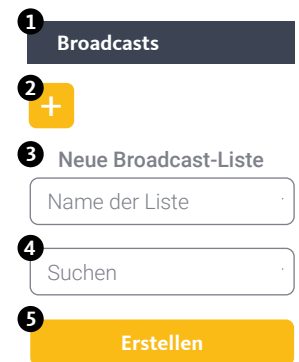 1
Broadcasts
2
+
3 Neue Broadcast-Liste
Name der Liste
4
Suchen
5
Erstellen